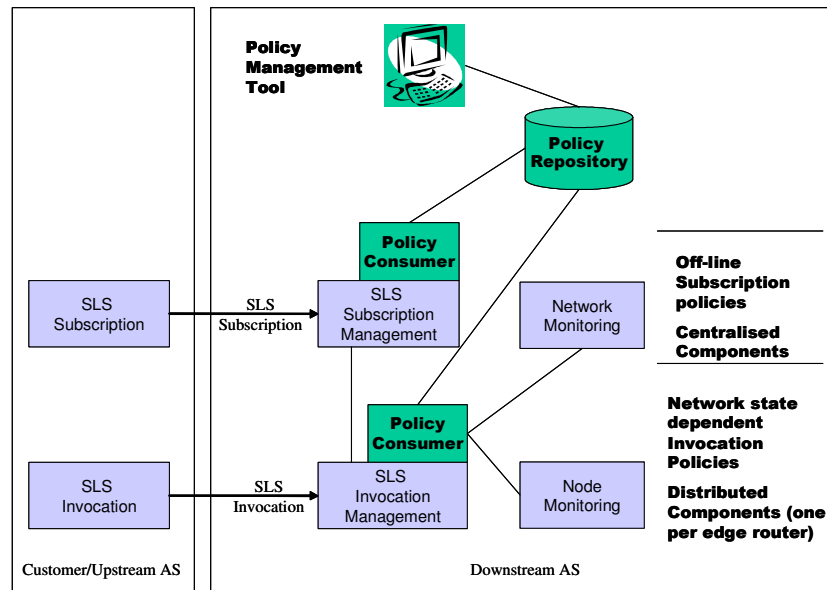 Policy
Management
Tool
Policy
Repository
Policy
Consumer
SLS
Subscription
SLS
Subscription
SLS
Subscription
Management
Network
Monitoring
Off-line
Subscription
policies
Centralised
Components
Policy
Consumer
SLS
Invocation
SLS
Invocation
SLS
Invocation
Management
Node
Monitoring
Network state
dependent
Invocation
Policies
Distributed
Components (one
per edge router)
Customer/Upstream AS
Downstream AS